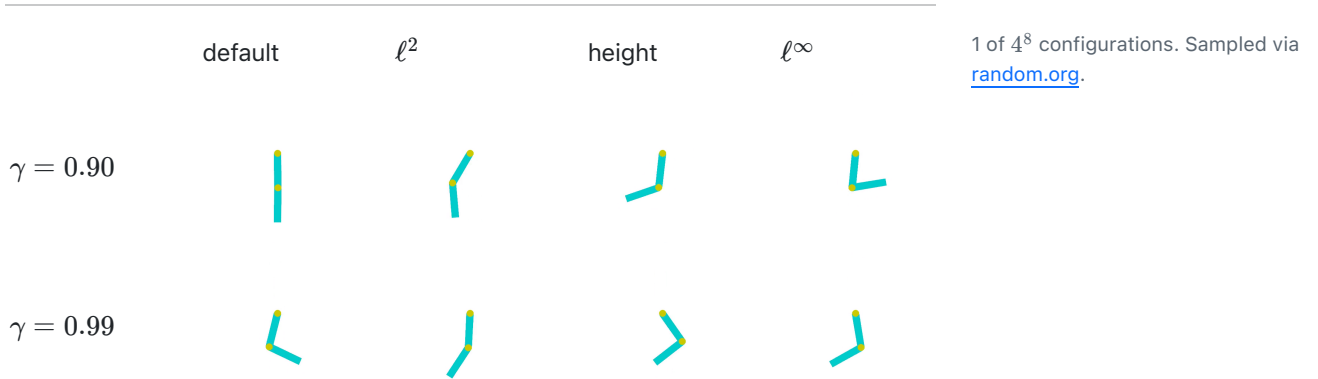 default ℓ² height ℓ∞
1 of 4⁸ configurations. Sampled via
random.org.
γ = 0.90
γ = 0.99